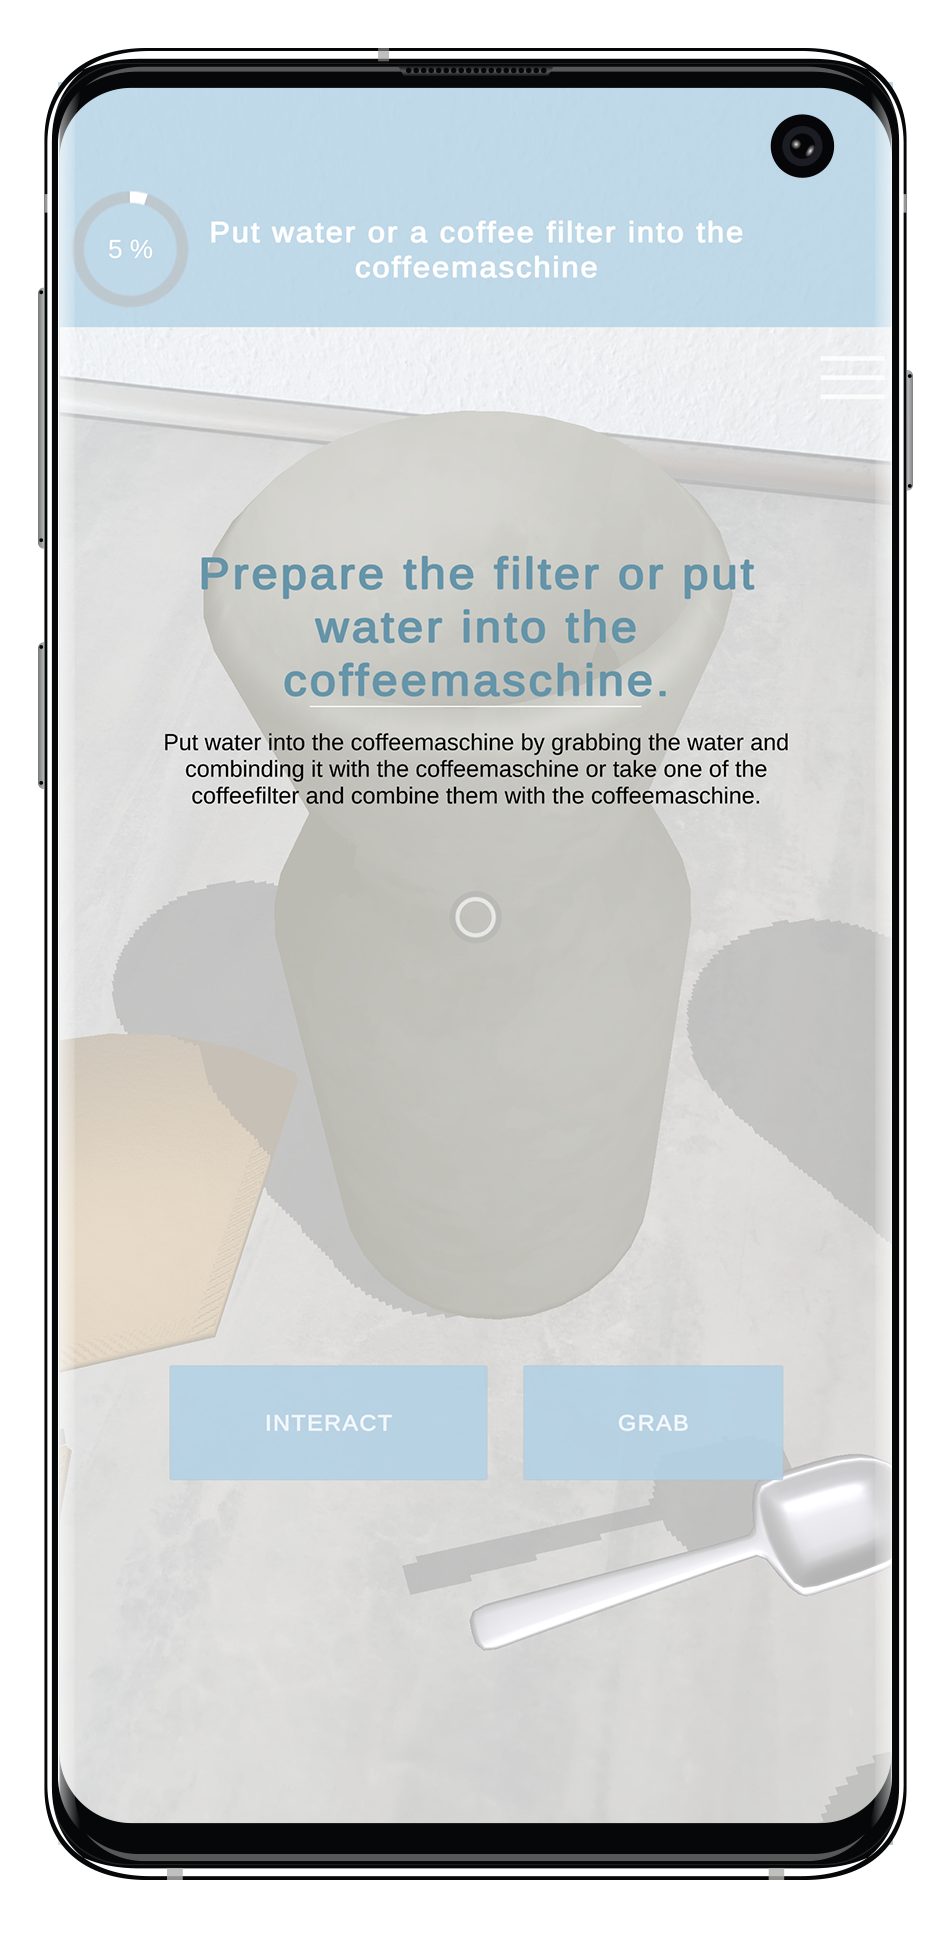 5 %
Put water or a coffee filter into the
coffeemaschine
Prepare the filter or put
water into the
coffeemaschine.
Put water into the coffeemaschine by grabbing the water and
combinding it with the coffeemaschine or take one of the
coffeefilter and combine them with the coffeemaschine.
INTERACT
GRAB